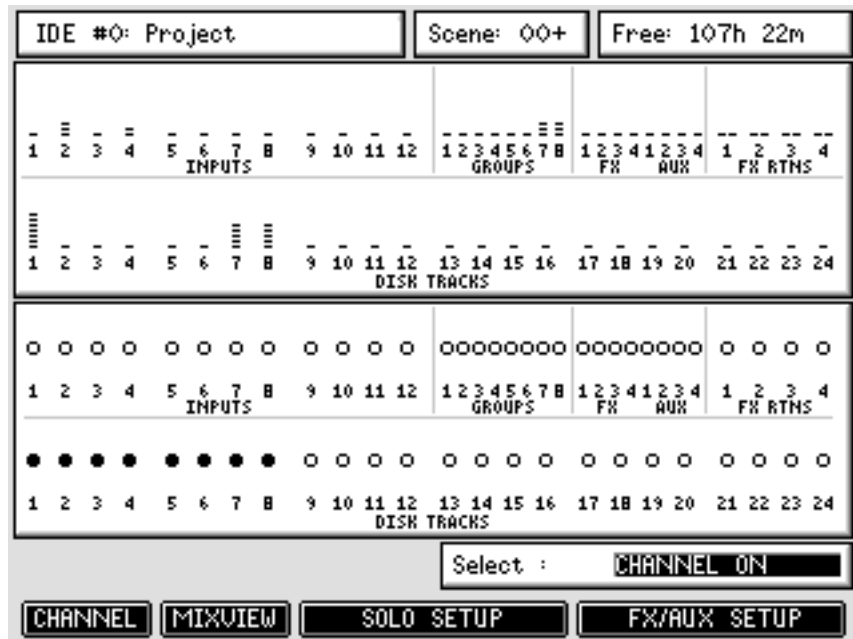 IDE #0: Project Scene: 00+ Free: 107h 22m
1 2 3 4 5 6 7 8 9 10 11 12 1 2 3 4 5 6 7 8 1 2 3 4 1 2 3 4 1 2 3 4
INPUTS GROUPS FX AUX FX RTNS
1 2 3 4 5 6 7 8 9 10 11 12 13 14 15 16 17 18 19 20 21 22 23 24
DISK TRACKS
1 2 3 4 5 6 7 8 9 10 11 12 1 2 3 4 5 6 7 8 1 2 3 4 1 2 3 4 1 2 3 4
INPUTS GROUPS FX AUX FX RTNS
1 2 3 4 5 6 7 8 9 10 11 12 13 14 15 16 17 18 19 20 21 22 23 24
DISK TRACKS
Select : CHANNEL ON
CHANNEL MIXVIEW SOLO SETUP FX/AUX SETUP